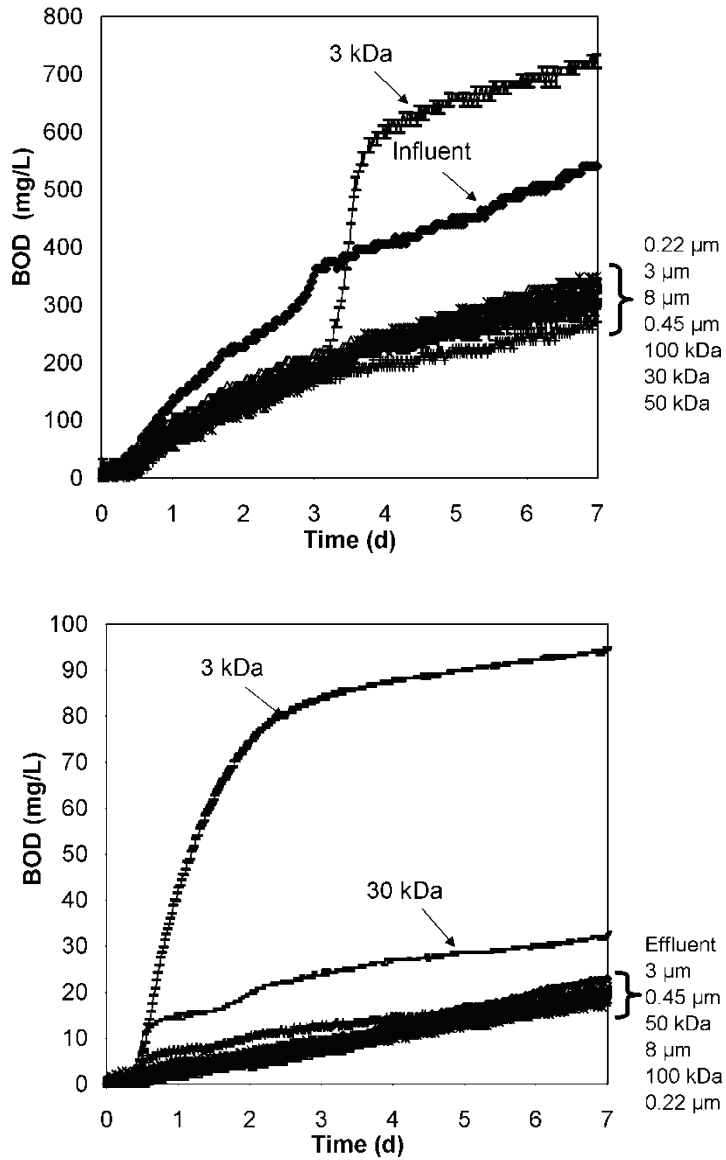 800
700
600
500
400
300
200
100
0
BOD (mg/L)
3 kDa
Influent
0.22 µm
3 µm
8 µm
0.45 µm
100 kDa
30 kDa
50 kDa
0 1 2 3 4 5 6 7
Time (d)
100
90
80
70
60
50
40
30
20
10
0
BOD (mg/L)
3 kDa
30 kDa
Effluent
3 µm
0.45 µm
50 kDa
8 µm
100 kDa
0.22 µm
0 1 2 3 4 5 6 7
Time (d)